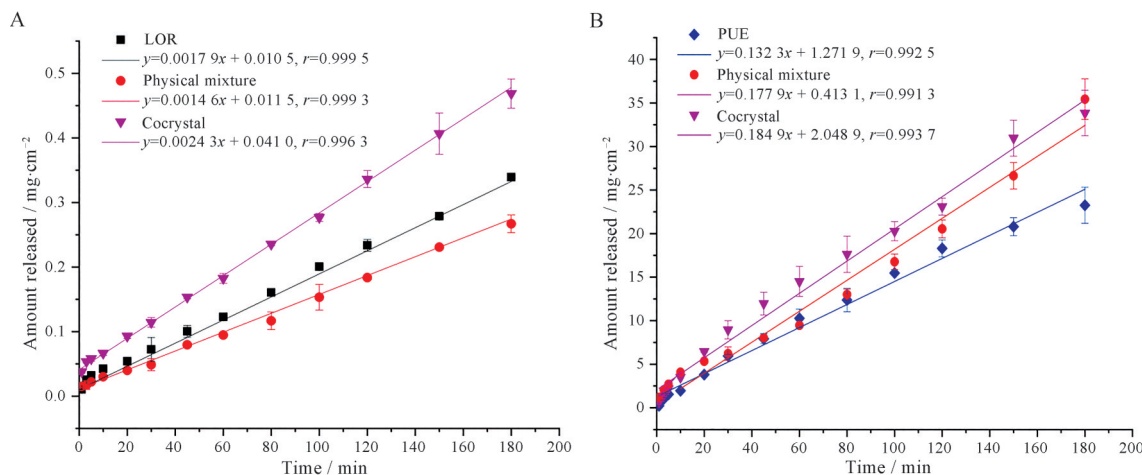 A
LOR
y=0.0017 9x + 0.010 5, r=0.999 5
Physical mixture
y=0.0014 6x + 0.011 5, r=0.999 3
Cocrystal
y=0.0024 3x + 0.041 0, r=0.996 3
Amount released / mg·cm⁻²
0.5
0.4
0.3
0.2
0.1
0.0
0 20 40 60 80 100 120 140 160 180 200
Time / min
B
PUE
y=0.132 3x + 1.271 9, r=0.992 5
Physical mixture
y=0.177 9x + 0.413 1, r=0.991 3
Cocrystal
y=0.184 9x + 2.048 9, r=0.993 7
Amount released / mg·cm⁻²
35
30
25
20
15
10
5
0
0 20 40 60 80 100 120 140 160 180 200
Time / min